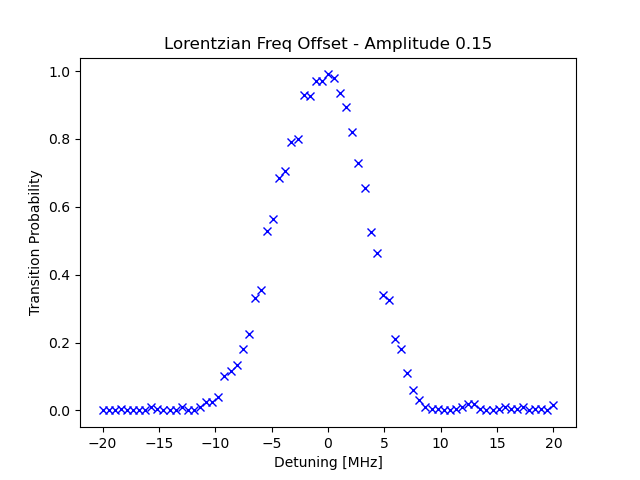 Lorentzian Freq Offset - Amplitude 0.15
1.0
0.8
0.6
0.4
0.2
0.0
Transition Probability
−20 −15 −10 −5 0 5 10 15 20
Detuning [MHz]